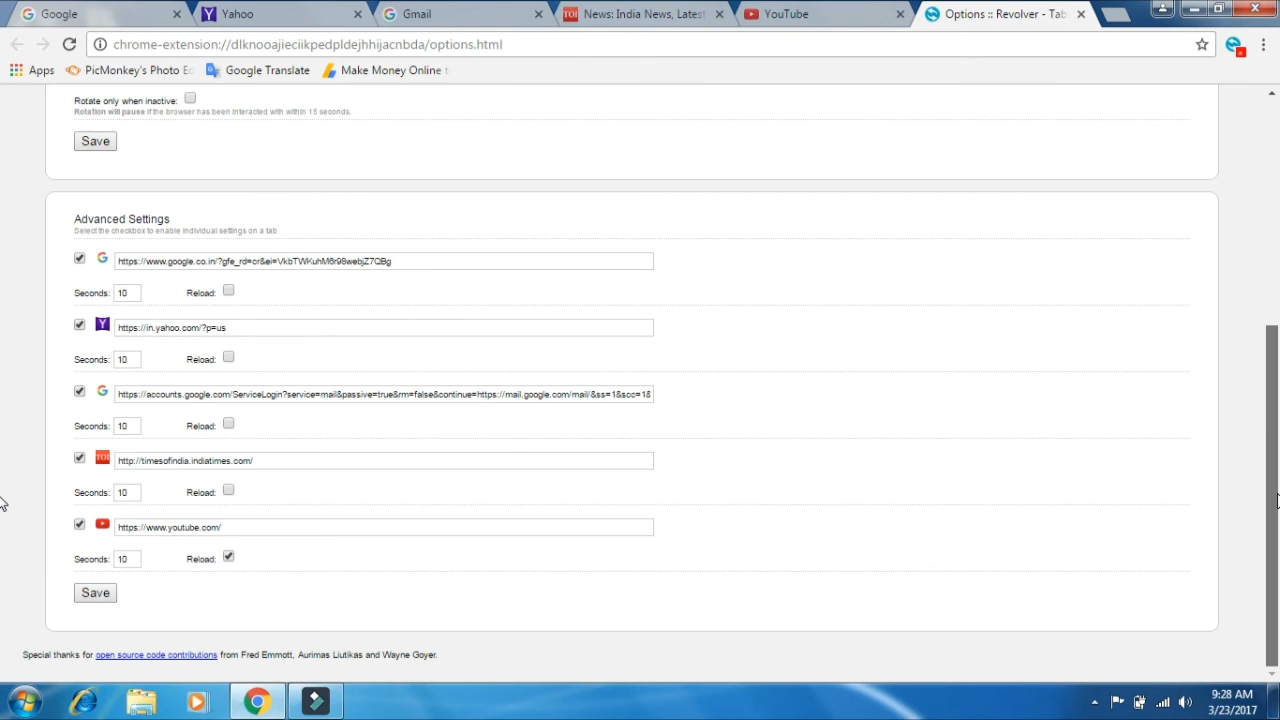 Google
Yahoo
Gmail
TOI
News: India News, Latest
YouTube
Options :: Revolver - Tab
chrome-extension://dlknooajieciikpedpldejhhijacnbda/options.html
Apps
PicMonkey's Photo Ed
Google Translate
Make Money Online t
Rotate only when inactive:
Rotation will pause if the browser has been interacted with within 15 seconds.
Save
Advanced Settings
Select the checkbox to enable individual settings on a tab
https://www.google.co.in/?gfe_rd=cr&ei=VkbTWKuhM6r98webjZ7QBg
Seconds: 10 Reload:
https://in.yahoo.com/?p=us
Seconds: 10 Reload:
https://accounts.google.com/ServiceLogin?service=mail&passive=true&rm=false&continue=https://mail.google.com/mail/&ss=1&scc=1&
Seconds: 10 Reload:
TOI http://timesofindia.indiatimes.com/
Seconds: 10 Reload:
https://www.youtube.com/
Seconds: 10 Reload:
Save
Special thanks for open source code contributions from Fred Emmott, Aurimas Liutikas and Wayne Goyer.
9:28 AM
3/23/2017